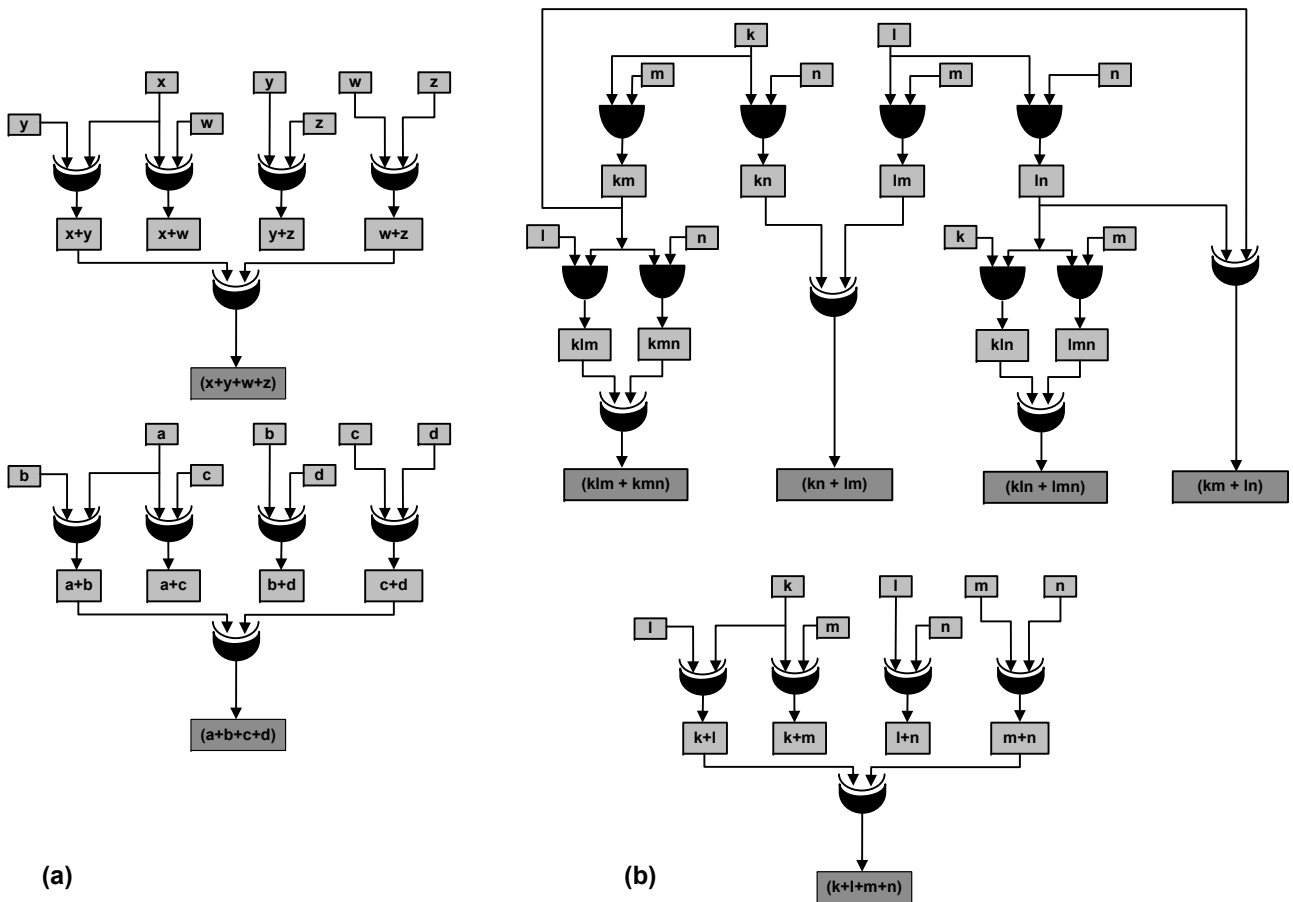 x y w z
y w z
x+y x+w y+z w+z
(x+y+w+z)
a b c d
b c d
a+b a+c b+d c+d
(a+b+c+d)
(a)
k l
m n m n
km kn lm ln
l n k m
klm kmn kln lmn
(klm + kmn) (kn + lm) (kln + lmn) (km + ln)
k l m n
l m n
k+l k+m l+n m+n
(k+l+m+n)
(b)